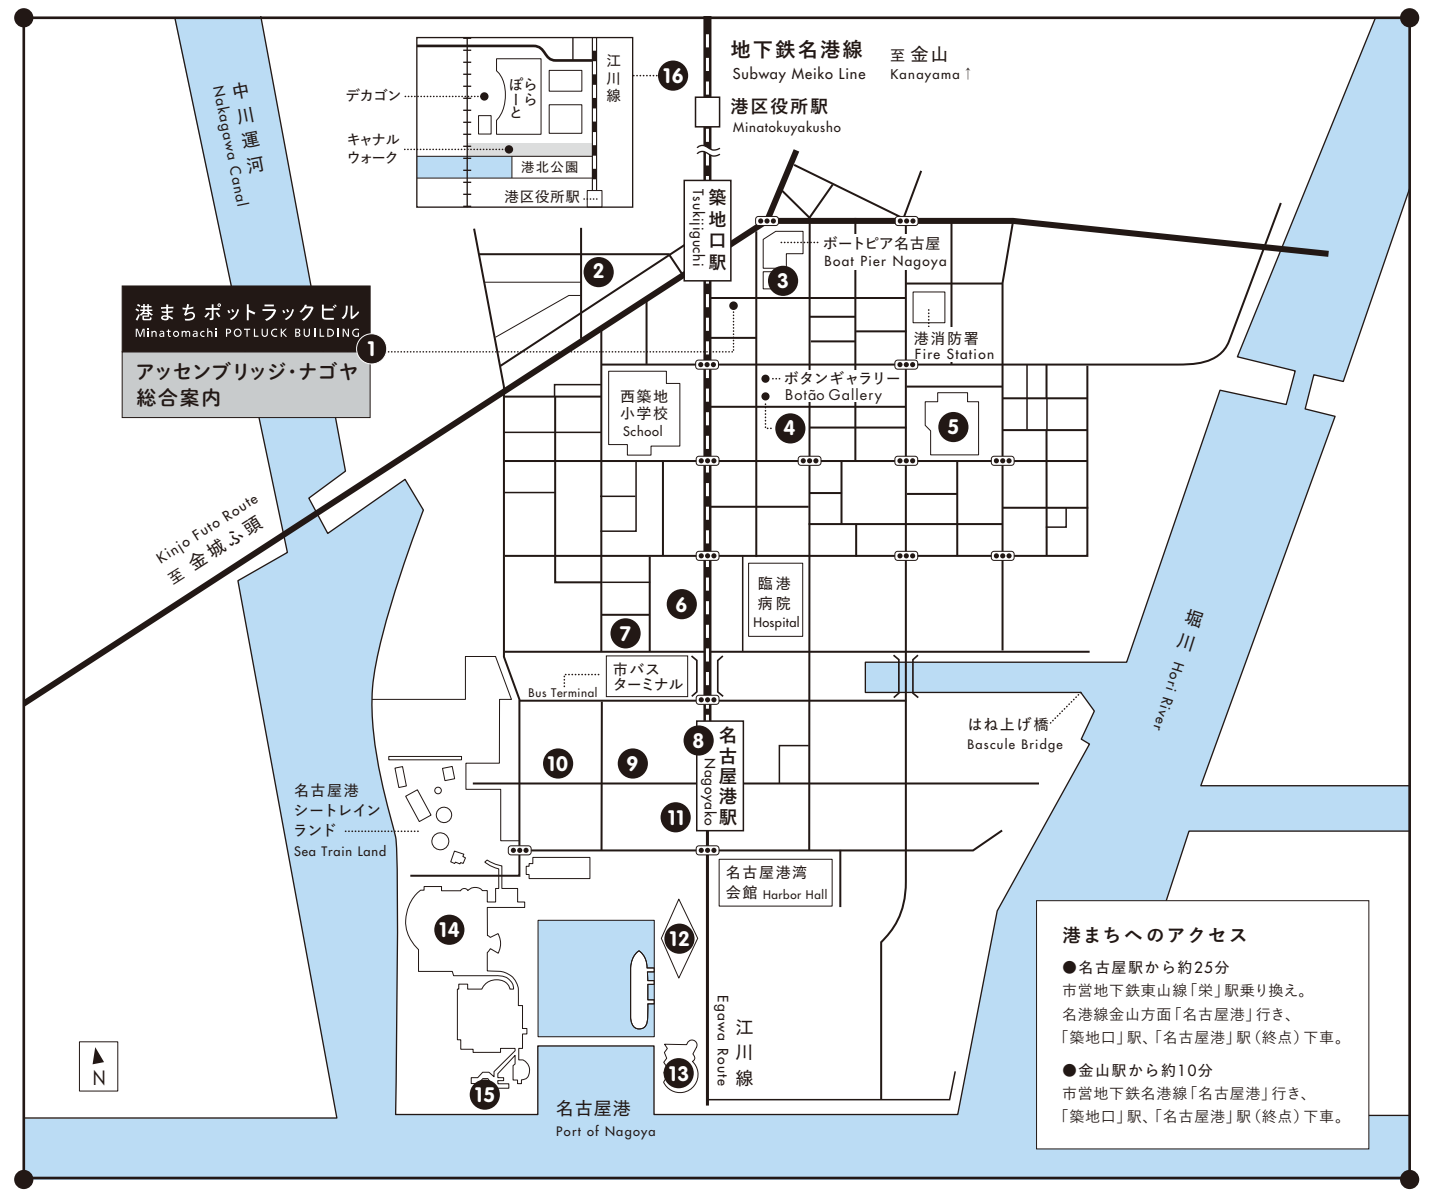 中川運河
Nakagawa Canal
デカゴン
キャナル
ウォーク
ららぽーと
江川線
港北公園
港区役所駅
16
地下鉄名港線
Subway Meiko Line
至 金山
Kanayama ↑
港区役所駅
Minatokuyakusho
築地口駅
Tsukijiguchi
2
3
ボートピア名古屋
Boat Pier Nagoya
港まちポットラックビル
Minatomachi POTLUCK BUILDING
1
アッセンブリッジ・ナゴヤ
総合案内
港消防署
Fire Station
西築地
小学校
School
ボタンギャラリー
Botão Gallery
4
5
Kinjo Futo Route
至 金城ふ頭
臨港
病院
Hospital
6
7
堀川 Hori River
市バス
ターミナル
Bus Terminal
はね上げ橋
Bascule Bridge
8
名古屋港駅
Nagoyako
9
10
11
名古屋港
シートレイン
ランド
Sea Train Land
名古屋港湾
会館 Harbor Hall
12
13
14
15
江川線
Egawa Route
名古屋港
Port of Nagoya
N
港まちへのアクセス
●名古屋駅から約25分
市営地下鉄東山線「栄」駅乗り換え。
名港線金山方面「名古屋港」行き、
「築地口」駅、「名古屋港」駅(終点)下車。
●金山駅から約10分
市営地下鉄名港線「名古屋港」行き、
「築地口」駅、「名古屋港」駅(終点)下車。